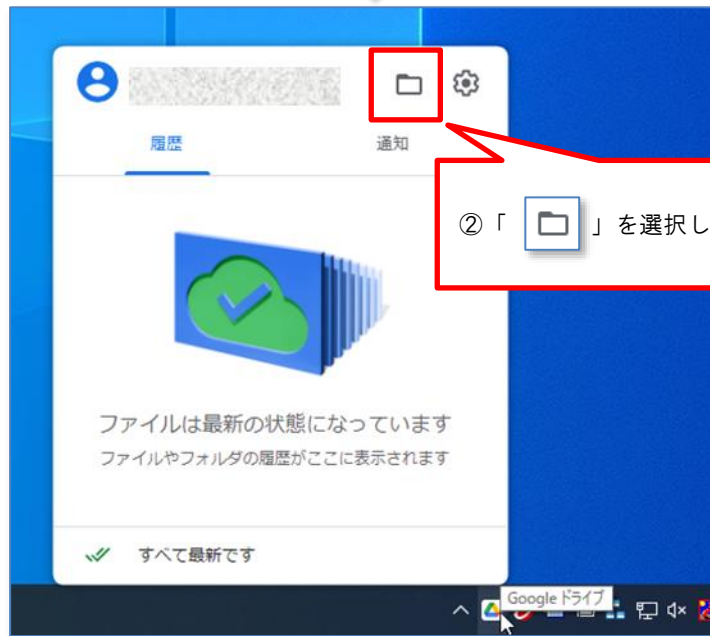 履歴
通知
②「 」を選択し
ファイルは最新の状態になっています
ファイルやフォルダの履歴がここに表示されます
すべて最新です
Google ドライブ